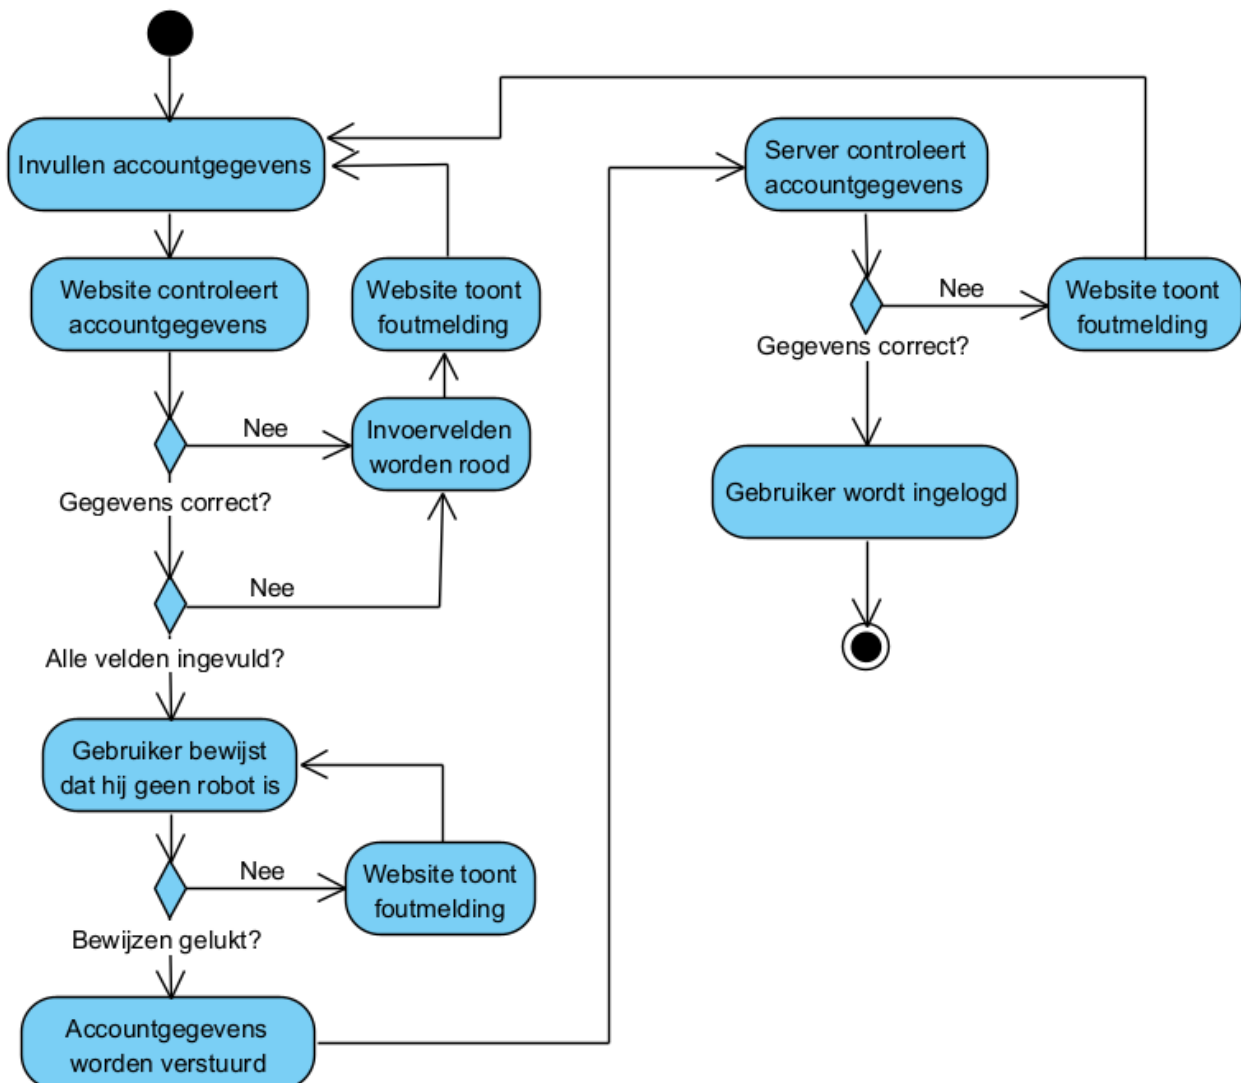 Invullen accountgegevens
Website controleert
accountgegevens
Website toont
foutmelding
Nee
Invoervelden
worden rood
Gegevens correct?
Nee
Alle velden ingevuld?
Gebruiker bewijst
dat hij geen robot is
Nee
Website toont
foutmelding
Bewijzen gelukt?
Accountgegevens
worden verstuurd
Server controleert
accountgegevens
Nee
Website toont
foutmelding
Gegevens correct?
Gebruiker wordt ingelogd